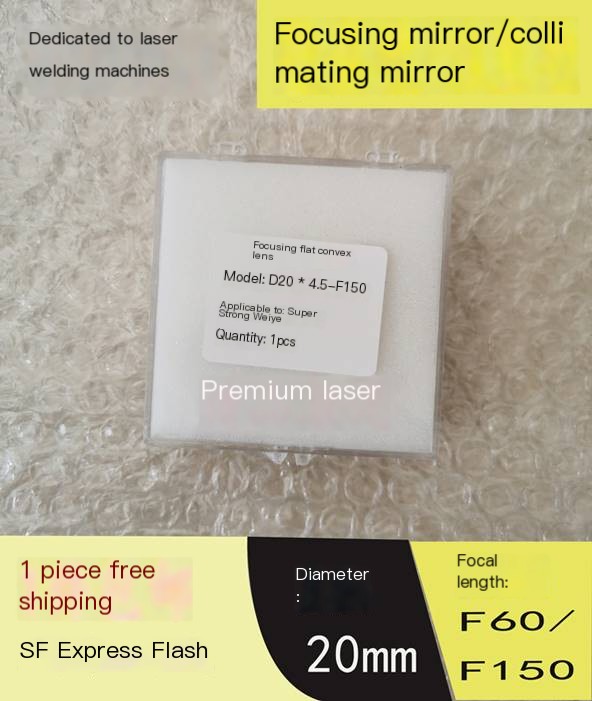 Dedicated to laser
welding machines
Focusing mirror/colli
mating mirror
Focusing flat convex
lens
Model: D20 * 4.5-F150
Applicable to: Super
Strong Weiye
Quantity: 1pcs
Premium laser
1 piece free
shipping
SF Express Flash
Diameter
:
20mm
Focal
length:
F60/
F150